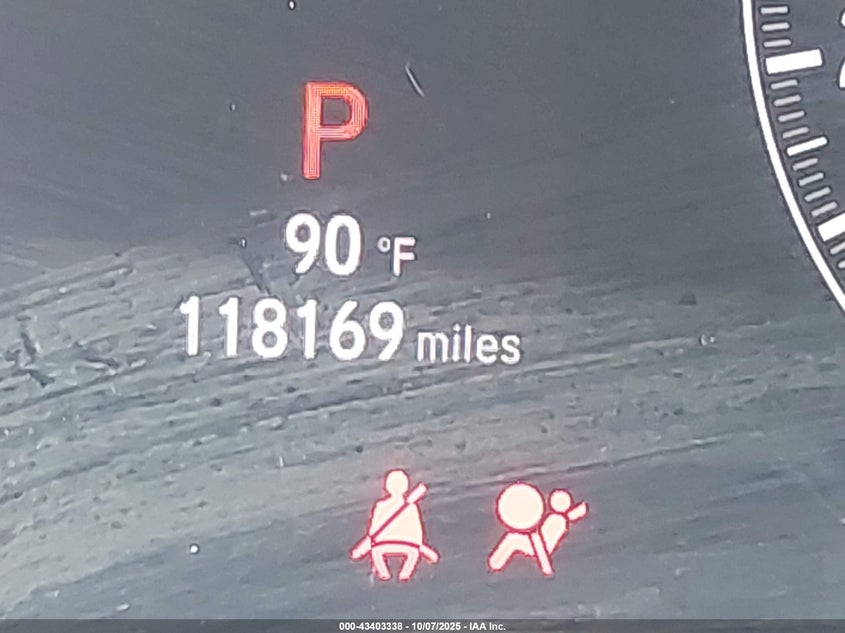 P
90 °F
118169 miles
000-43403338 - 10/07/2025 - IAA Inc.